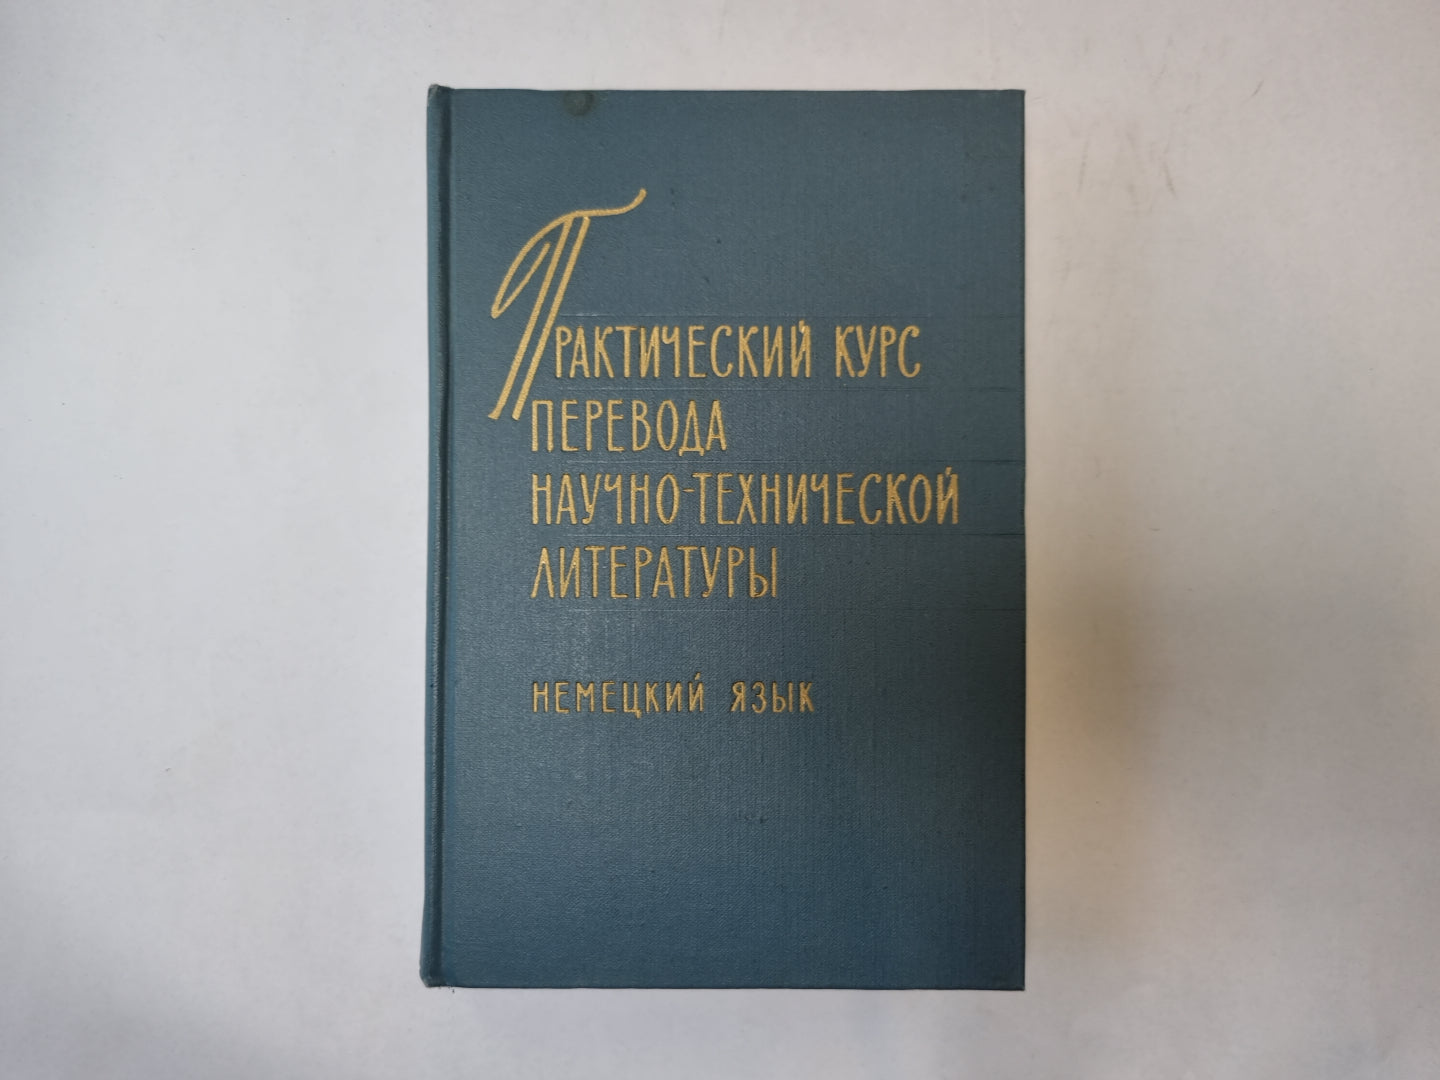 ПРАКТИЧЕСКИЙ КУРС
ПЕРЕВОДА
НАУЧНО-ТЕХНИЧЕСКОЙ
ЛИТЕРАТУРЫ
НЕМЕЦКИЙ ЯЗЫК